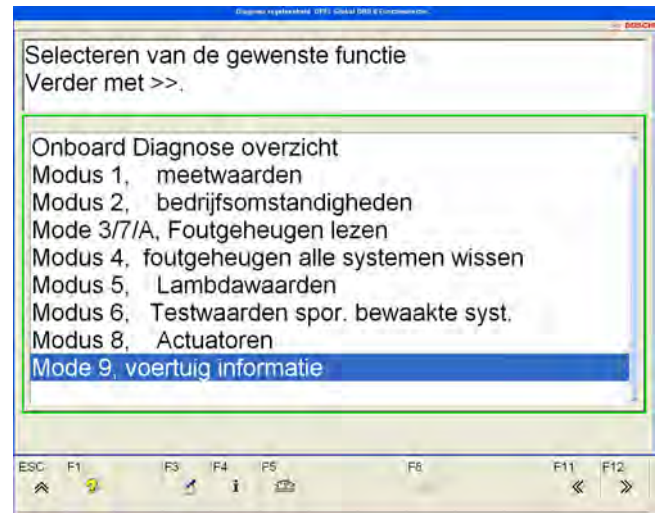 Selecteren van de gewenste functie
Verder met >>.
Onboard Diagnose overzicht
Modus 1, meetwaarden
Modus 2, bedrijfsomstandigheden
Mode 3/7/A, Foutgeheugen lezen
Modus 4, foutgeheugen alle systemen wissen
Modus 5, Lambdawaarden
Modus 6, Testwaarden spor. bewaakte syst.
Modus 8, Actuatoren
Mode 9, voertuig informatie
ESC F1 F3 F4 F5 F8 F11 F12